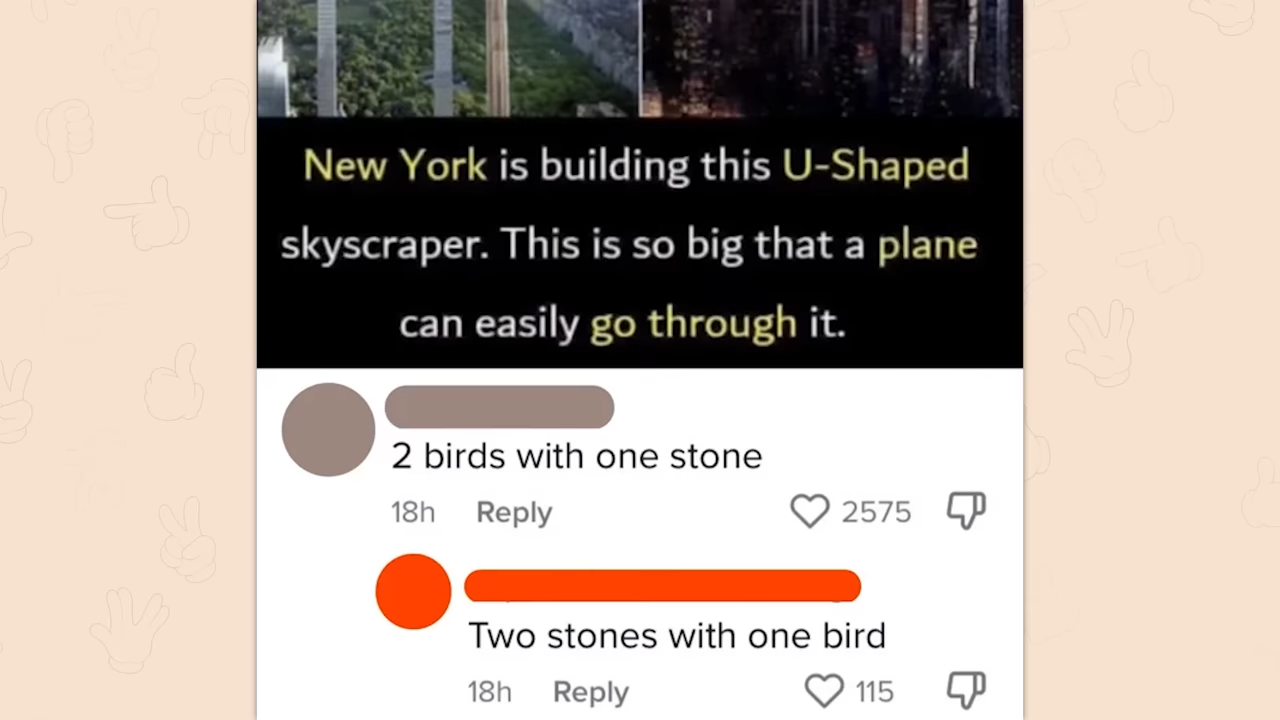 New York is building this U-Shaped
skyscraper. This is so big that a plane
can easily go through it.
2 birds with one stone
18h Reply 2575
Two stones with one bird
18h Reply 115